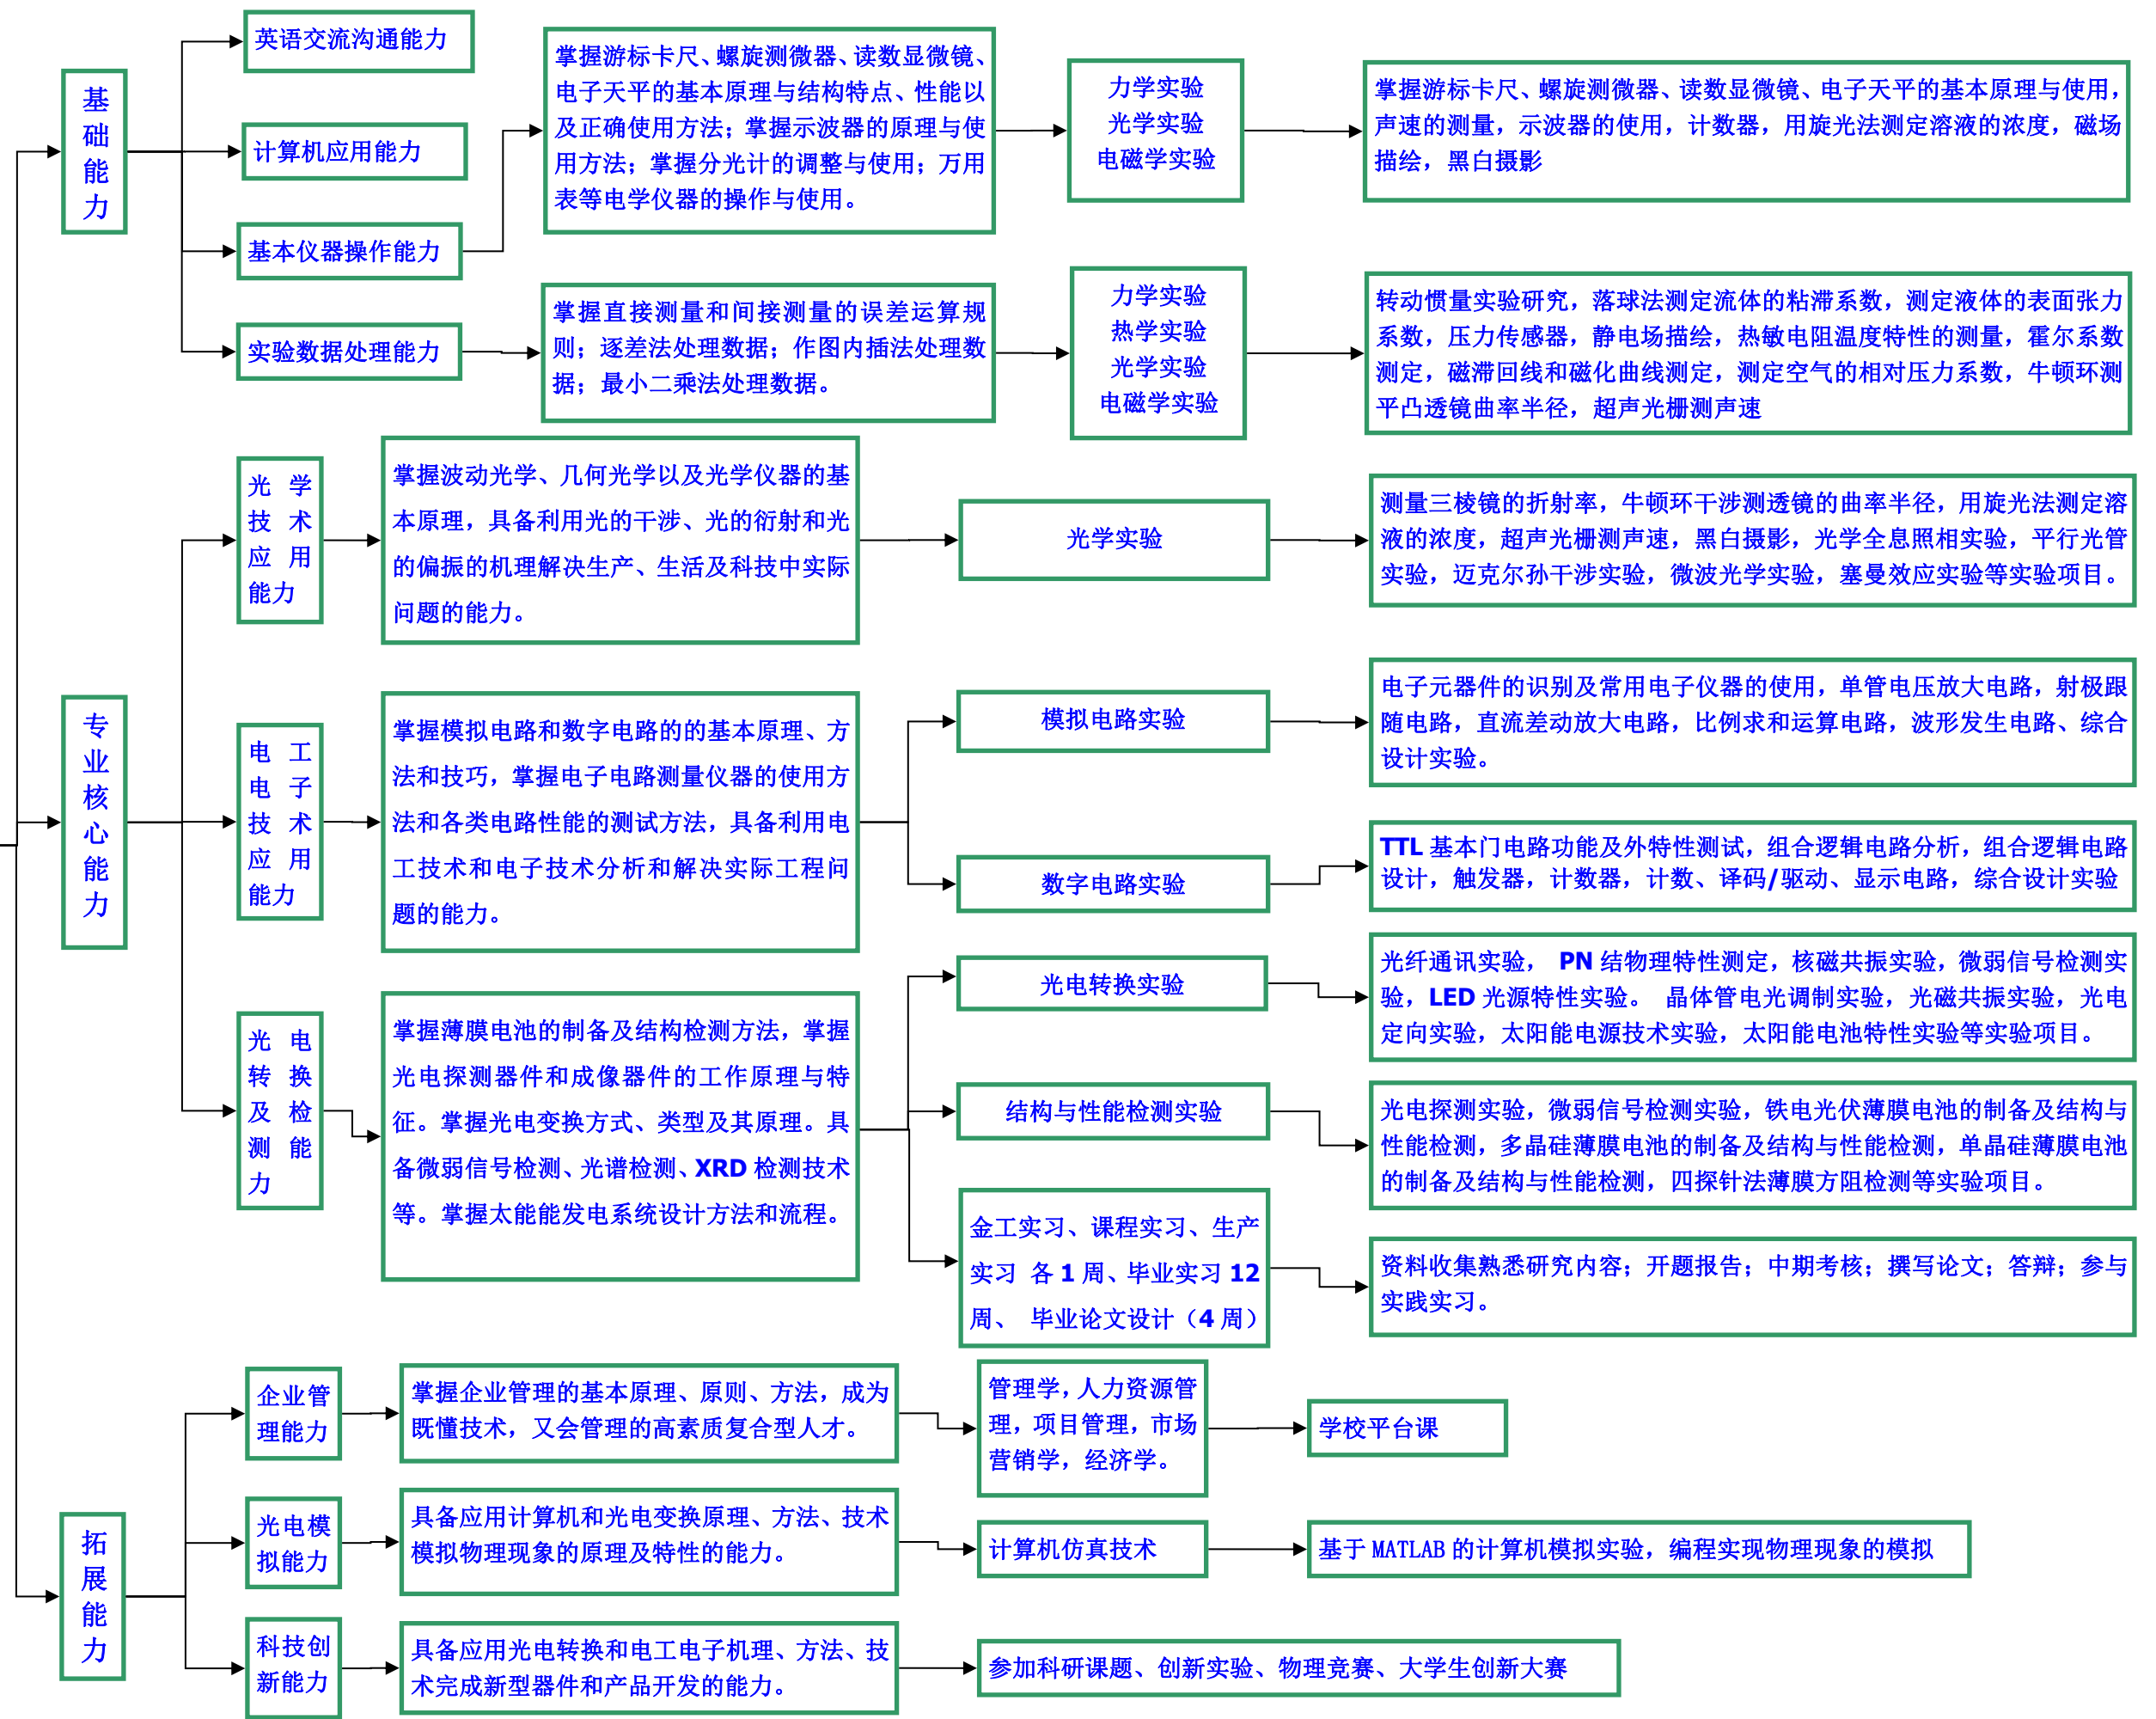 基
础
能
力
英语交流沟通能力
计算机应用能力
基本仪器操作能力
实验数据处理能力
掌握游标卡尺、螺旋测微器、读数显微镜、
电子天平的基本原理与结构特点、性能以
及正确使用方法；掌握示波器的原理与使
用方法；掌握分光计的调整与使用；万用
表等电学仪器的操作与使用。
力学实验
光学实验
电磁学实验
掌握游标卡尺、螺旋测微器、读数显微镜、电子天平的基本原理与使用，
声速的测量，示波器的使用，计数器，用旋光法测定溶液的浓度，磁场
描绘，黑白摄影
掌握直接测量和间接测量的误差运算规
则；逐差法处理数据；作图内插法处理数
据；最小二乘法处理数据。
力学实验
热学实验
光学实验
电磁学实验
转动惯量实验研究，落球法测定流体的粘滞系数，测定液体的表面张力
系数，压力传感器，静电场描绘，热敏电阻温度特性的测量，霍尔系数
测定，磁滞回线和磁化曲线测定，测定空气的相对压力系数，牛顿环测
平凸透镜曲率半径，超声光栅测声速
专
业
核
心
能
力
光 学
技 术
应 用
能力
掌握波动光学、几何光学以及光学仪器的基
本原理，具备利用光的干涉、光的衍射和光
的偏振的机理解决生产、生活及科技中实际
问题的能力。
光学实验
测量三棱镜的折射率，牛顿环干涉测透镜的曲率半径，用旋光法测定溶
液的浓度，超声光栅测声速，黑白摄影，光学全息照相实验，平行光管
实验，迈克尔孙干涉实验，微波光学实验，塞曼效应实验等实验项目。
电 工
电 子
技 术
应 用
能力
掌握模拟电路和数字电路的的基本原理、方
法和技巧，掌握电子电路测量仪器的使用方
法和各类电路性能的测试方法，具备利用电
工技术和电子技术分析和解决实际工程问
题的能力。
模拟电路实验
电子元器件的识别及常用电子仪器的使用，单管电压放大电路，射极跟
随电路，直流差动放大电路，比例求和运算电路，波形发生电路、综合
设计实验。
数字电路实验
TTL 基本门电路功能及外特性测试，组合逻辑电路分析，组合逻辑电路
设计，触发器，计数器，计数、译码/驱动、显示电路，综合设计实验
光 电
转 换
及 检
测 能
力
掌握薄膜电池的制备及结构检测方法，掌握
光电探测器件和成像器件的工作原理与特
征。掌握光电变换方式、类型及其原理。具
备微弱信号检测、光谱检测、XRD 检测技术
等。掌握太能能发电系统设计方法和流程。
光电转换实验
光纤通讯实验， PN 结物理特性测定，核磁共振实验，微弱信号检测实
验，LED 光源特性实验。 晶体管电光调制实验，光磁共振实验，光电
定向实验，太阳能电源技术实验，太阳能电池特性实验等实验项目。
结构与性能检测实验
光电探测实验，微弱信号检测实验，铁电光伏薄膜电池的制备及结构与
性能检测，多晶硅薄膜电池的制备及结构与性能检测，单晶硅薄膜电池
的制备及结构与性能检测，四探针法薄膜方阻检测等实验项目。
金工实习、课程实习、生产
实习 各 1 周、毕业实习 12
周、 毕业论文设计（4 周）
资料收集熟悉研究内容；开题报告；中期考核；撰写论文；答辩；参与
实践实习。
拓
展
能
力
企业管
理能力
掌握企业管理的基本原理、原则、方法，成为
既懂技术，又会管理的高素质复合型人才。
管理学，人力资源管
理，项目管理，市场
营销学，经济学。
学校平台课
光电模
拟能力
具备应用计算机和光电变换原理、方法、技术
模拟物理现象的原理及特性的能力。
计算机仿真技术
基于 MATLAB 的计算机模拟实验，编程实现物理现象的模拟
科技创
新能力
具备应用光电转换和电工电子机理、方法、技
术完成新型器件和产品开发的能力。
参加科研课题、创新实验、物理竞赛、大学生创新大赛